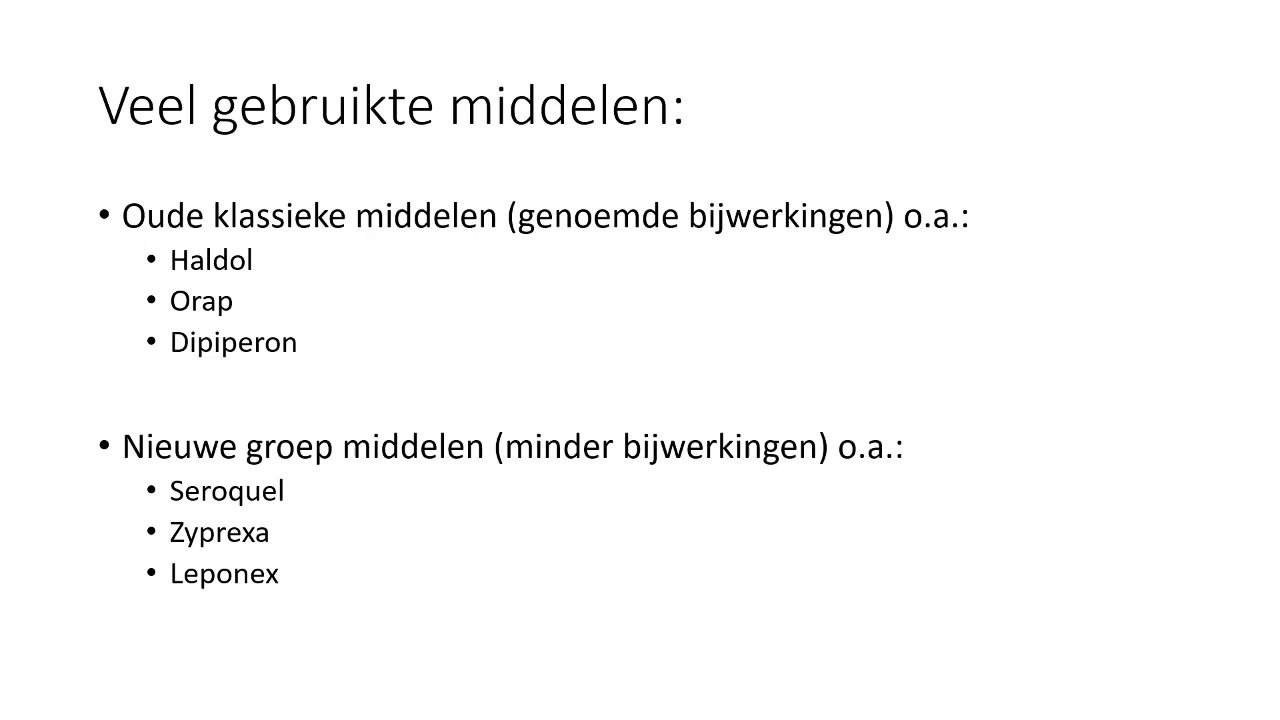 Veel gebruikte middelen:
• Oude klassieke middelen (genoemde bijwerkingen) o.a.:
• Haldol
• Orap
• Dipiperon
• Nieuwe groep middelen (minder bijwerkingen) o.a.:
• Seroquel
• Zyprexa
• Leponex